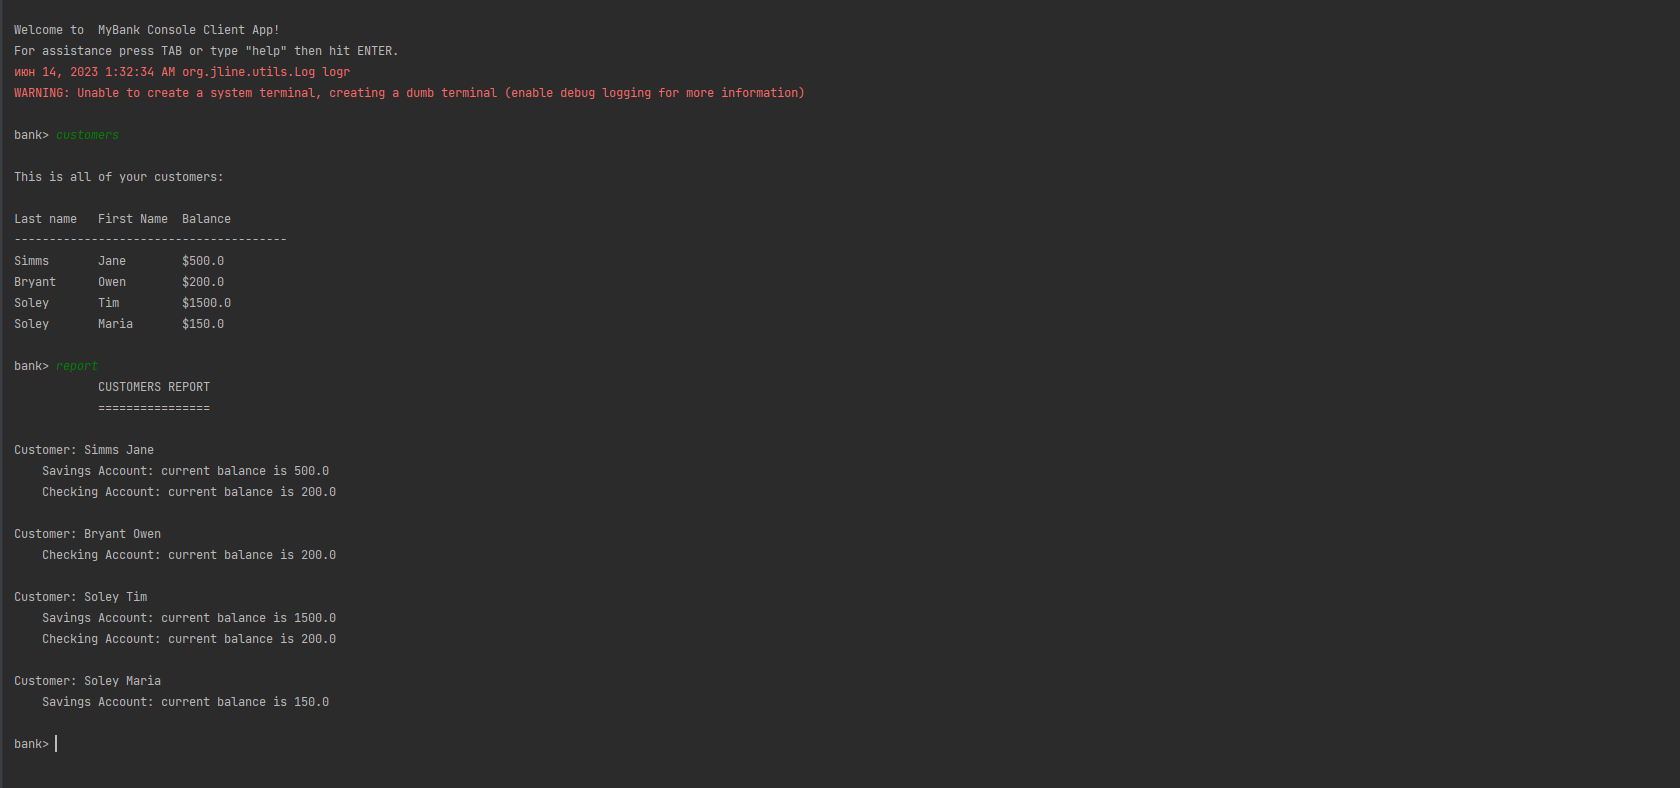 Welcome to  MyBank Console Client App!
For assistance press TAB or type "help" then hit ENTER.
июн 14, 2023 1:32:34 AM org.jline.utils.Log logr
WARNING: Unable to create a system terminal, creating a dumb terminal (enable debug logging for more information)
bank> customers
This is all of your customers:
Last name   First Name  Balance
---------------------------------------
Simms       Jane        $500.0
Bryant      Owen        $200.0
Soley       Tim         $1500.0
Soley       Maria       $150.0
bank> report
            CUSTOMERS REPORT
            ================
Customer: Simms Jane
    Savings Account: current balance is 500.0
    Checking Account: current balance is 200.0
Customer: Bryant Owen
    Checking Account: current balance is 200.0
Customer: Soley Tim
    Savings Account: current balance is 1500.0
    Checking Account: current balance is 200.0
Customer: Soley Maria
    Savings Account: current balance is 150.0
bank>